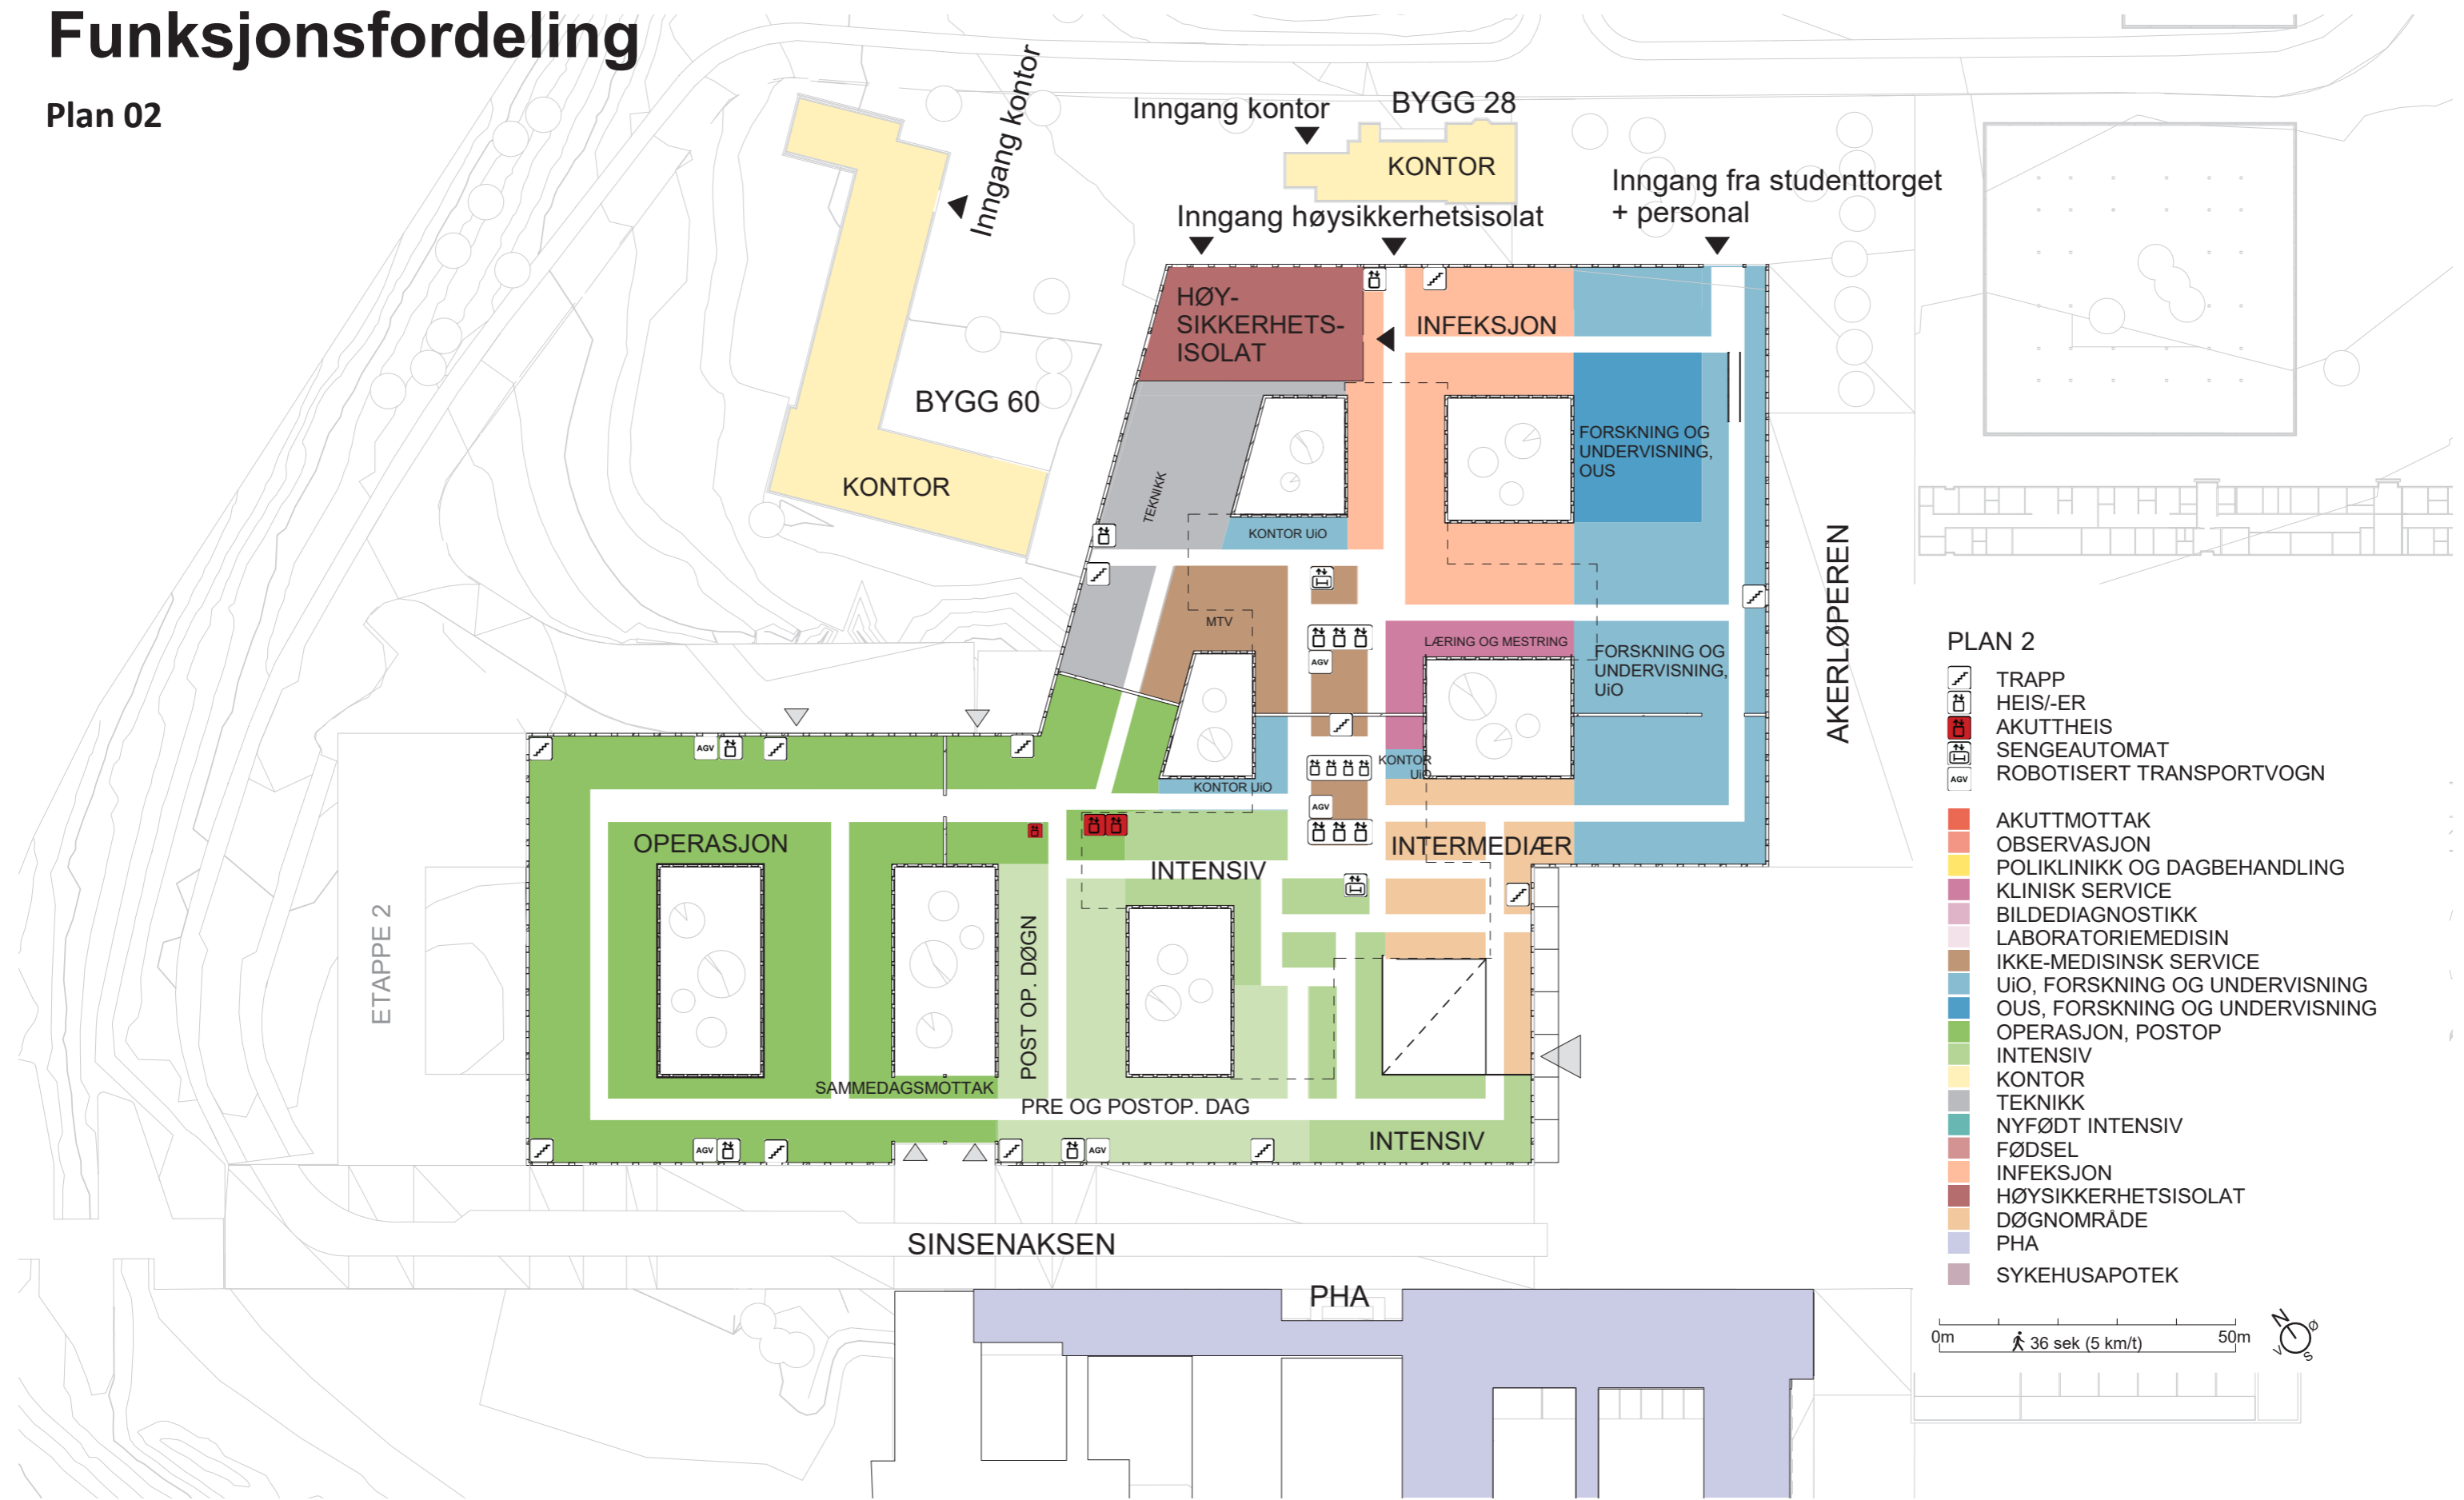 Funksjonsfordeling
Plan 02
Inngang kontor
Inngang kontor
BYGG 28
KONTOR
Inngang fra studenttorget
+ personal
Inngang høysikkerhetsisolat
HØY-
SIKKERHETS-
ISOLAT
INFEKSJON
BYGG 60
KONTOR
TEKNIKK
KONTOR UiO
FORSKNING OG
UNDERVISNING,
OUS
AKERLØPEREN
MTV
LÆRING OG MESTRING
AGV
FORSKNING OG
UNDERVISNING,
UiO
AGV
KONTOR
UiO
KONTOR UiO
AGV
OPERASJON
INTENSIV
INTERMEDIÆR
ETAPPE 2
POST OP. DØGN
SAMMEDAGSMOTTAK
PRE OG POSTOP. DAG
INTENSIV
AGV
AGV
SINSENAKSEN
PHA
PLAN 2
TRAPP
HEIS/-ER
AKUTTHEIS
SENGEAUTOMAT
AGV ROBOTISERT TRANSPORTVOGN
AKUTTMOTTAK
OBSERVASJON
POLIKLINIKK OG DAGBEHANDLING
KLINISK SERVICE
BILDEDIAGNOSTIKK
LABORATORIEMEDISIN
IKKE-MEDISINSK SERVICE
UiO, FORSKNING OG UNDERVISNING
OUS, FORSKNING OG UNDERVISNING
OPERASJON, POSTOP
INTENSIV
KONTOR
TEKNIKK
NYFØDT INTENSIV
FØDSEL
INFEKSJON
HØYSIKKERHETSISOLAT
DØGNOMRÅDE
PHA
SYKEHUSAPOTEK
0m 36 sek (5 km/t) 50m
N
Ø
V
S